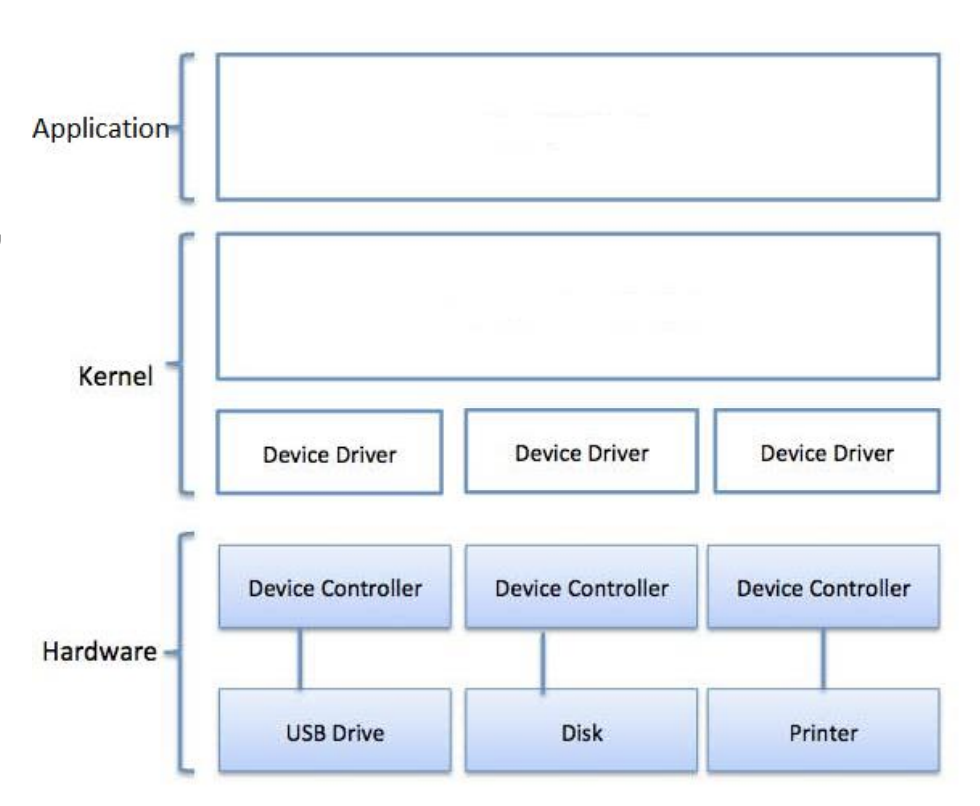 Application
Kernel
Device Driver
Device Driver
Device Driver
Device Controller
Device Controller
Device Controller
Hardware
USB Drive
Disk
Printer